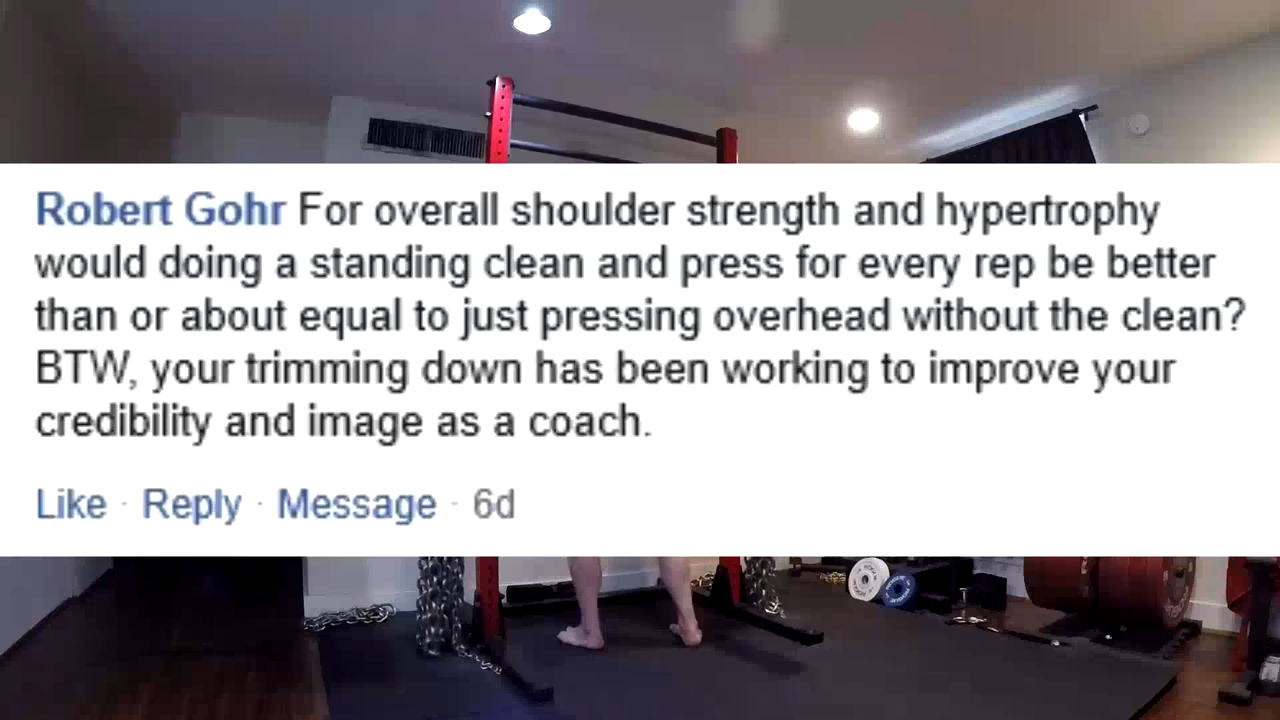 Robert Gohr For overall shoulder strength and hypertrophy
would doing a standing clean and press for every rep be better
than or about equal to just pressing overhead without the clean?
BTW, your trimming down has been working to improve your
credibility and image as a coach.
Like · Reply · Message · 6d